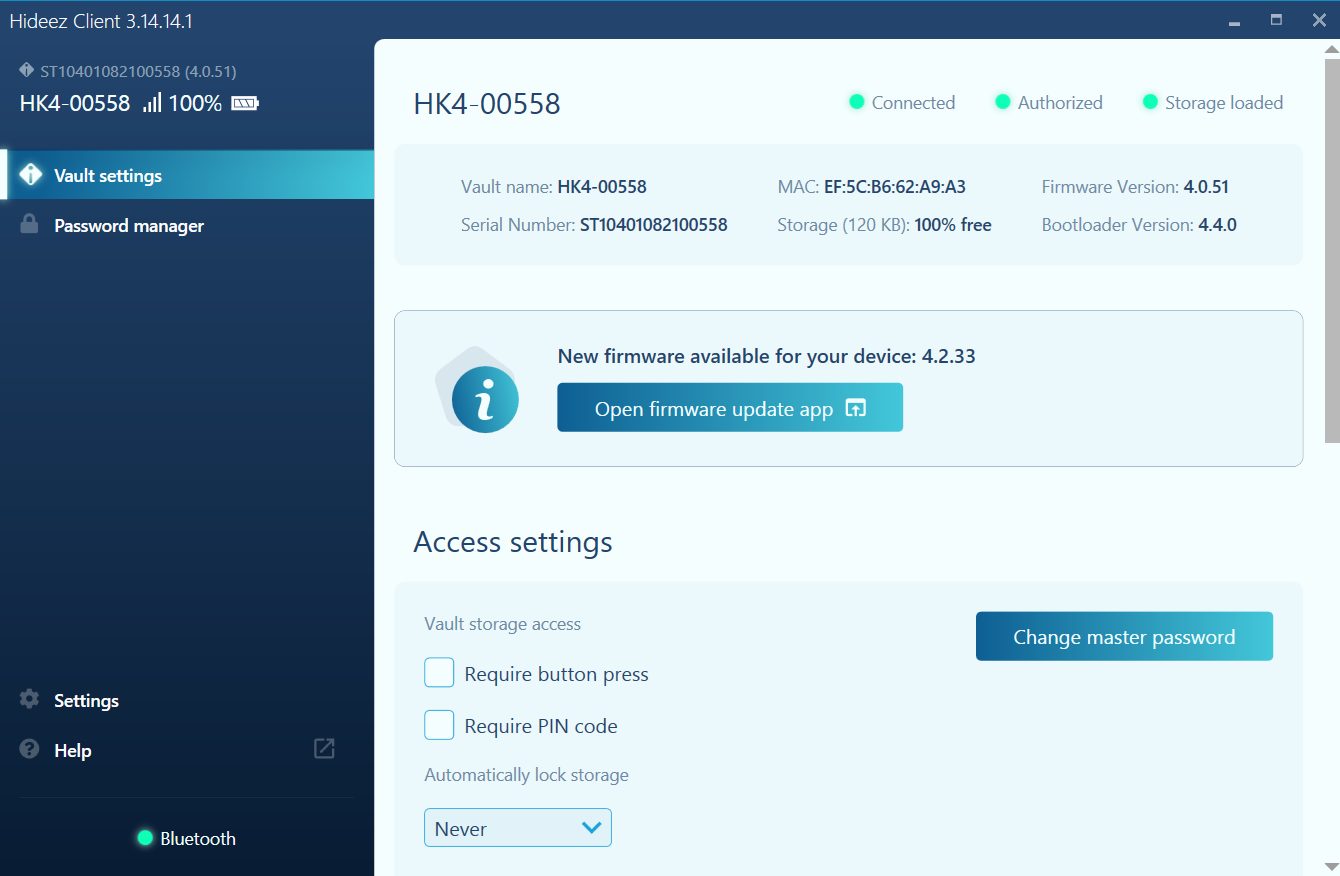 Hideez Client 3.14.14.1
ST10401082100558 (4.0.51)
HK4-00558 100%
Vault settings
Password manager
Settings
Help
Bluetooth
HK4-00558
Connected
Authorized
Storage loaded
Vault name: HK4-00558
MAC: EF:5C:B6:62:A9:A3
Firmware Version: 4.0.51
Serial Number: ST10401082100558
Storage (120 KB): 100% free
Bootloader Version: 4.4.0
New firmware available for your device: 4.2.33
Open firmware update app
Access settings
Vault storage access
Change master password
Require button press
Require PIN code
Automatically lock storage
Never